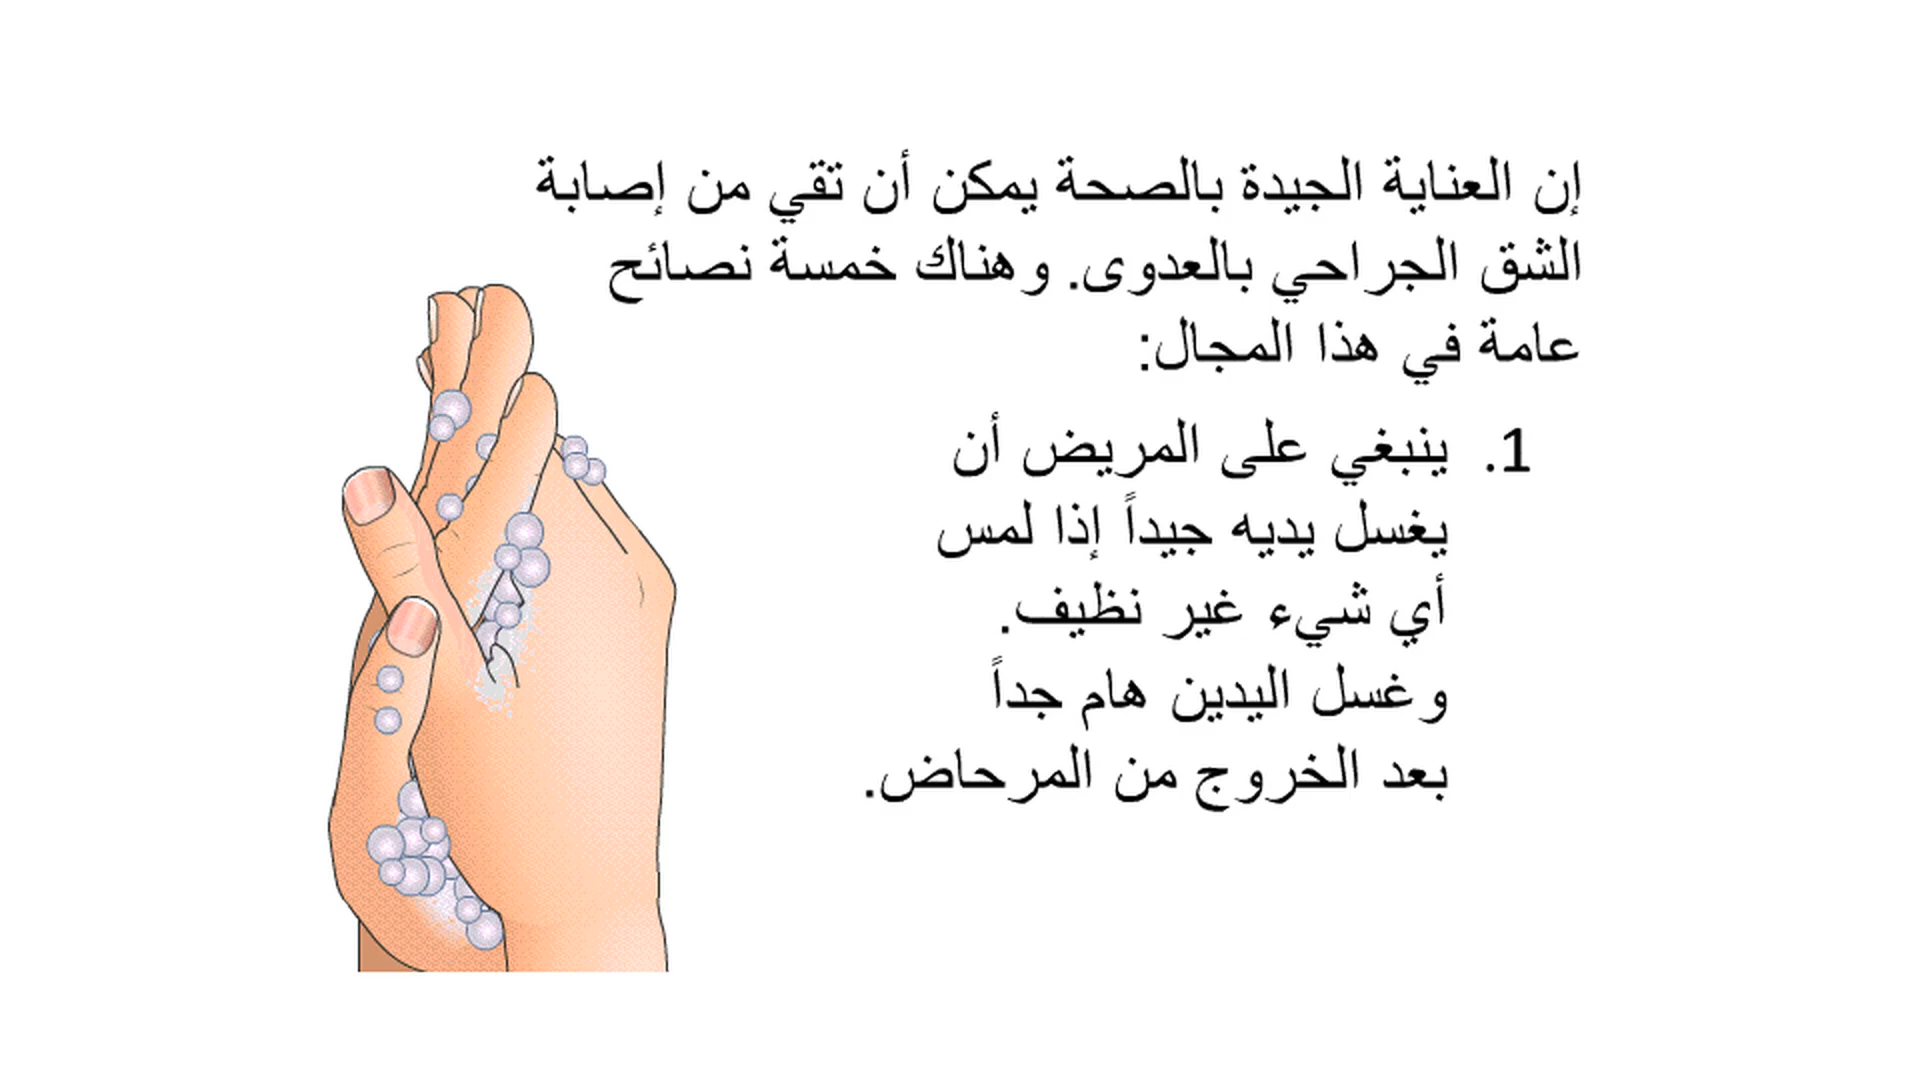 إن العناية الجيدة بالصحة يمكن أن تقي من إصابة
الشق الجراحي بالعدوى. وهناك خمسة نصائح
عامة في هذا المجال:
1. ينبغي على المريض أن
يغسل يديه جيداً إذا لمس
أي شيء غير نظيف.
وغسل اليدين هام جداً
بعد الخروج من المرحاض.